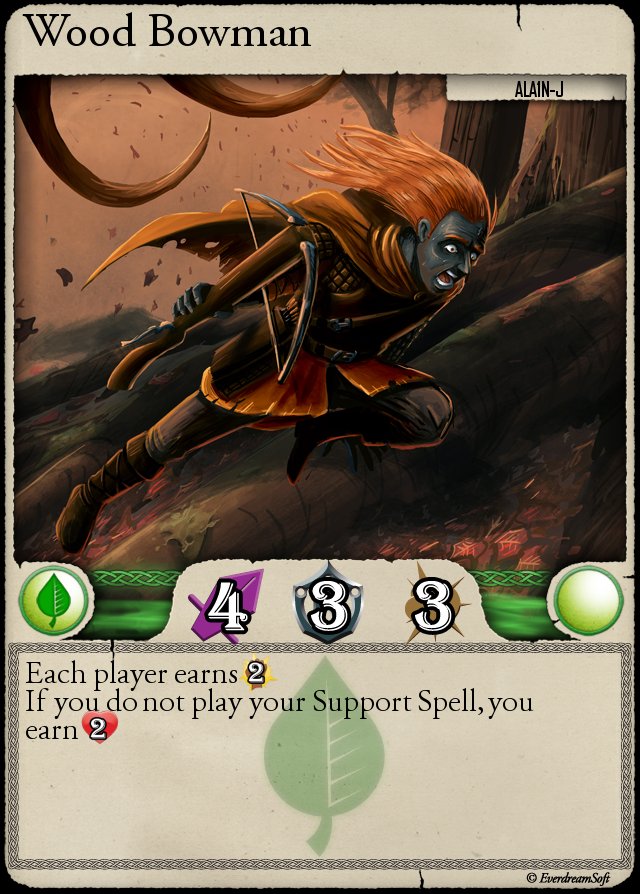 Wood Bowman
ALA1N-J
4 3 3
Each player earns 2
If you do not play your Support Spell, you
earn 2
© EverdreamSoft